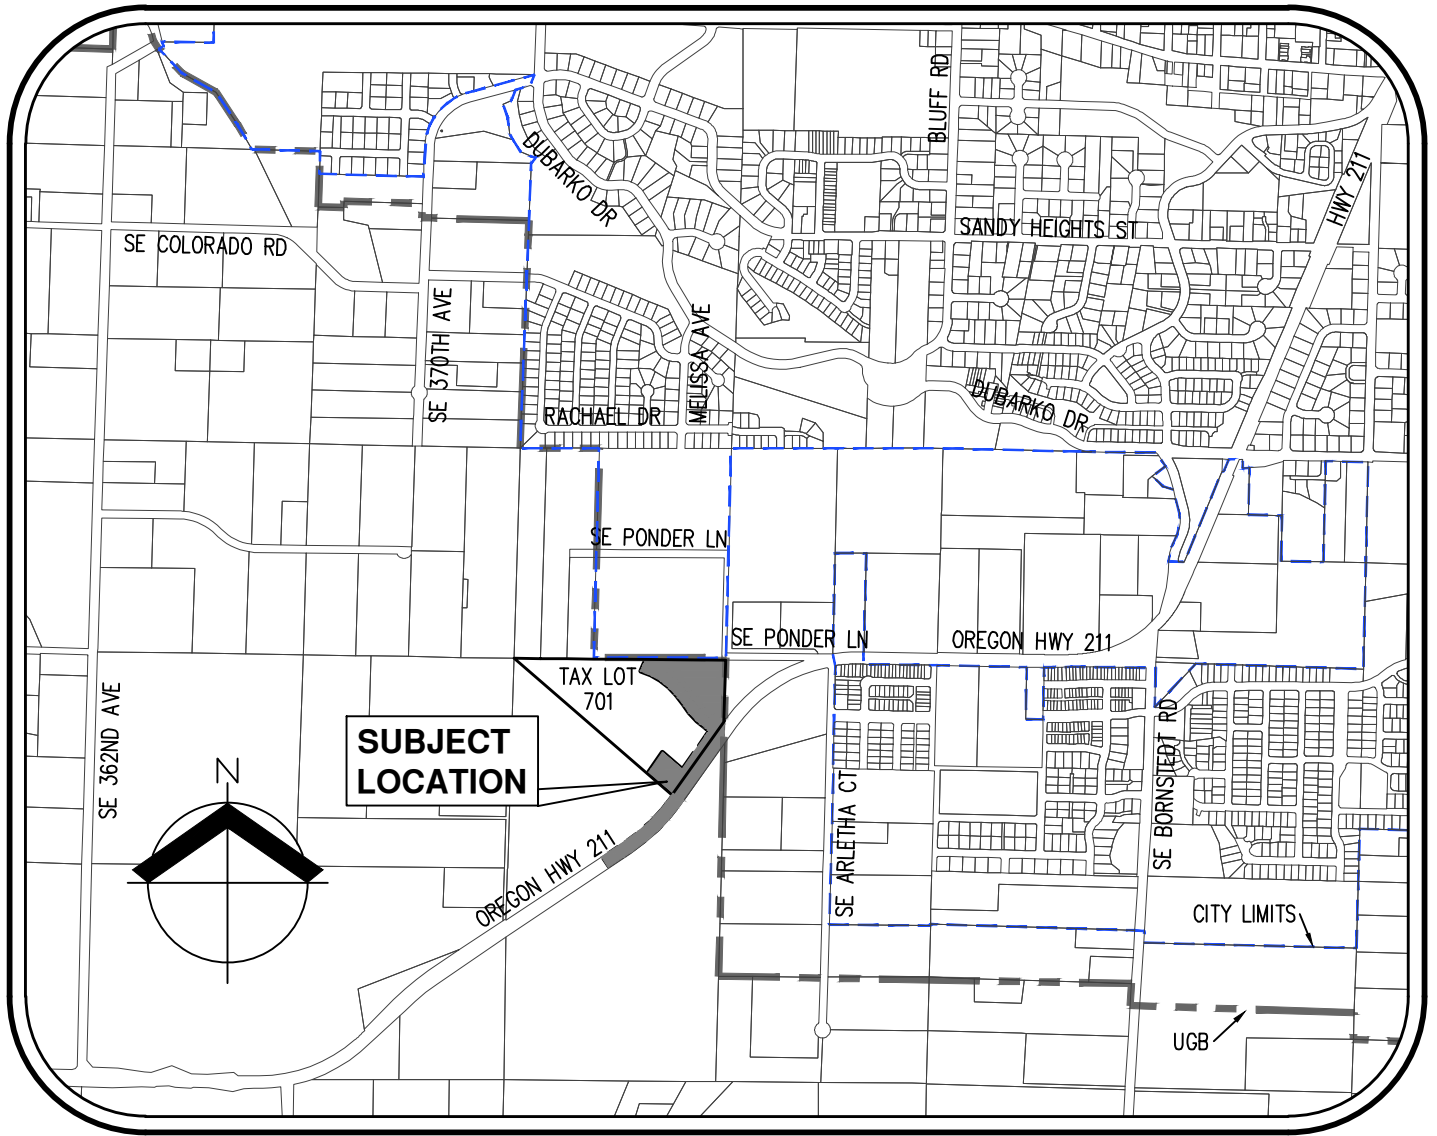 BLUFF RD
DUBARKO DR
HWY 211
SANDY HEIGHTS ST
SE COLORADO RD
SE 370TH AVE
MELISSA AVE
RACHAEL DR
DUBARKO DR
SE PONDER LN
SE PONDER LN
OREGON HWY 211
TAX LOT
701
SE 362ND AVE
SUBJECT
LOCATION
N
SE BORNSTEDT RD
SE ARLETHA CT
OREGON HWY 211
CITY LIMITS
UGB